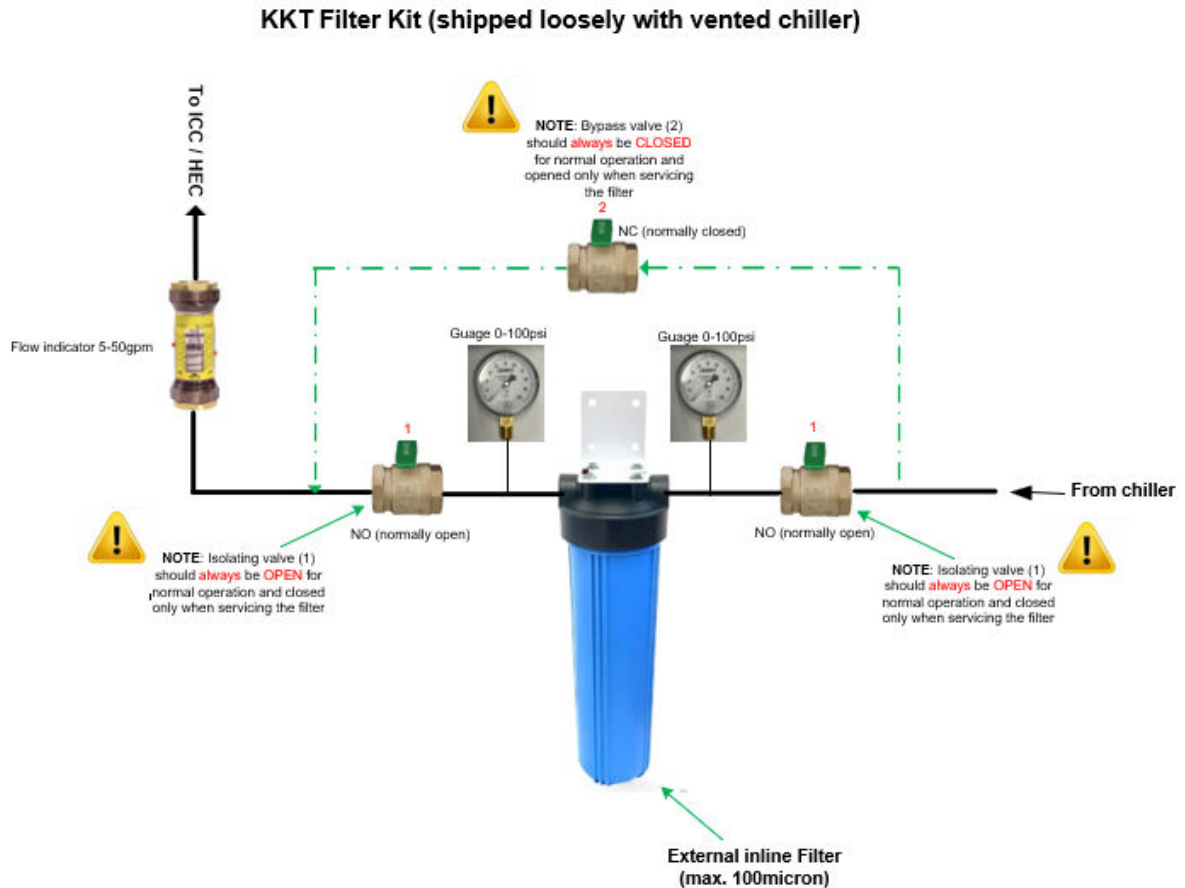 KKT Filter Kit (shipped loosely with vented chiller)
To ICC / HEC
NOTE: Bypass valve (2)
should always be CLOSED
for normal operation and
opened only when servicing
the filter
2
NC (normally closed)
Flow indicator 5-50gpm
Guage 0-100psi
Guage 0-100psi
1
1
From chiller
NO (normally open)
NO (normally open)
NOTE: Isolating valve (1)
should always be OPEN for
normal operation and closed
only when servicing the filter
NOTE: Isolating valve (1)
should always be OPEN for
normal operation and closed
only when servicing the filter
External inline Filter
(max. 100micron)